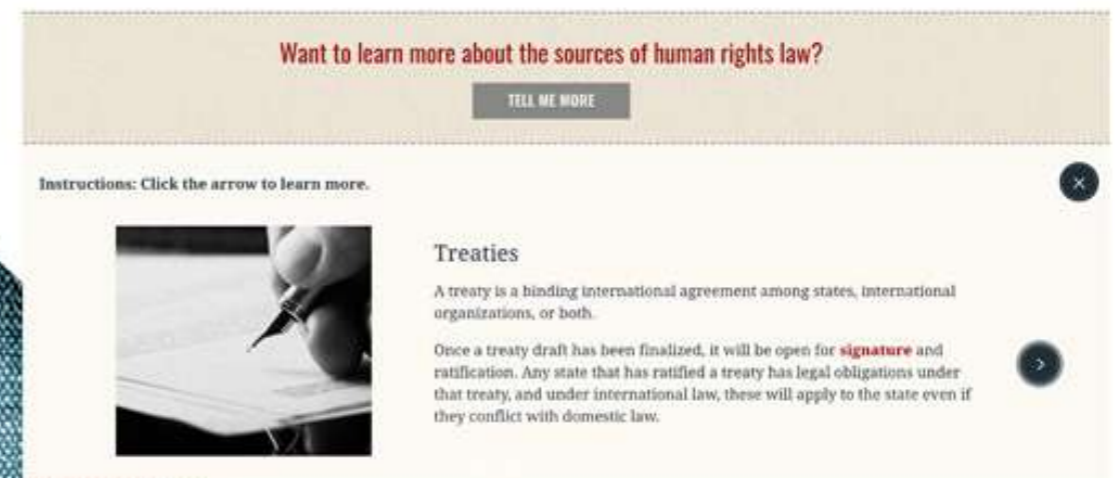 Want to learn more about the sources of human rights law?
TELL ME MORE
Instructions: Click the arrow to learn more.
Treaties
A treaty is a binding international agreement among states, international
organizations, or both.
Once a treaty draft has been finalized, it will be open for signature and
ratification. Any state that has ratified a treaty has legal obligations under
that treaty, and under international law, these will apply to the state even if
they conflict with domestic law.